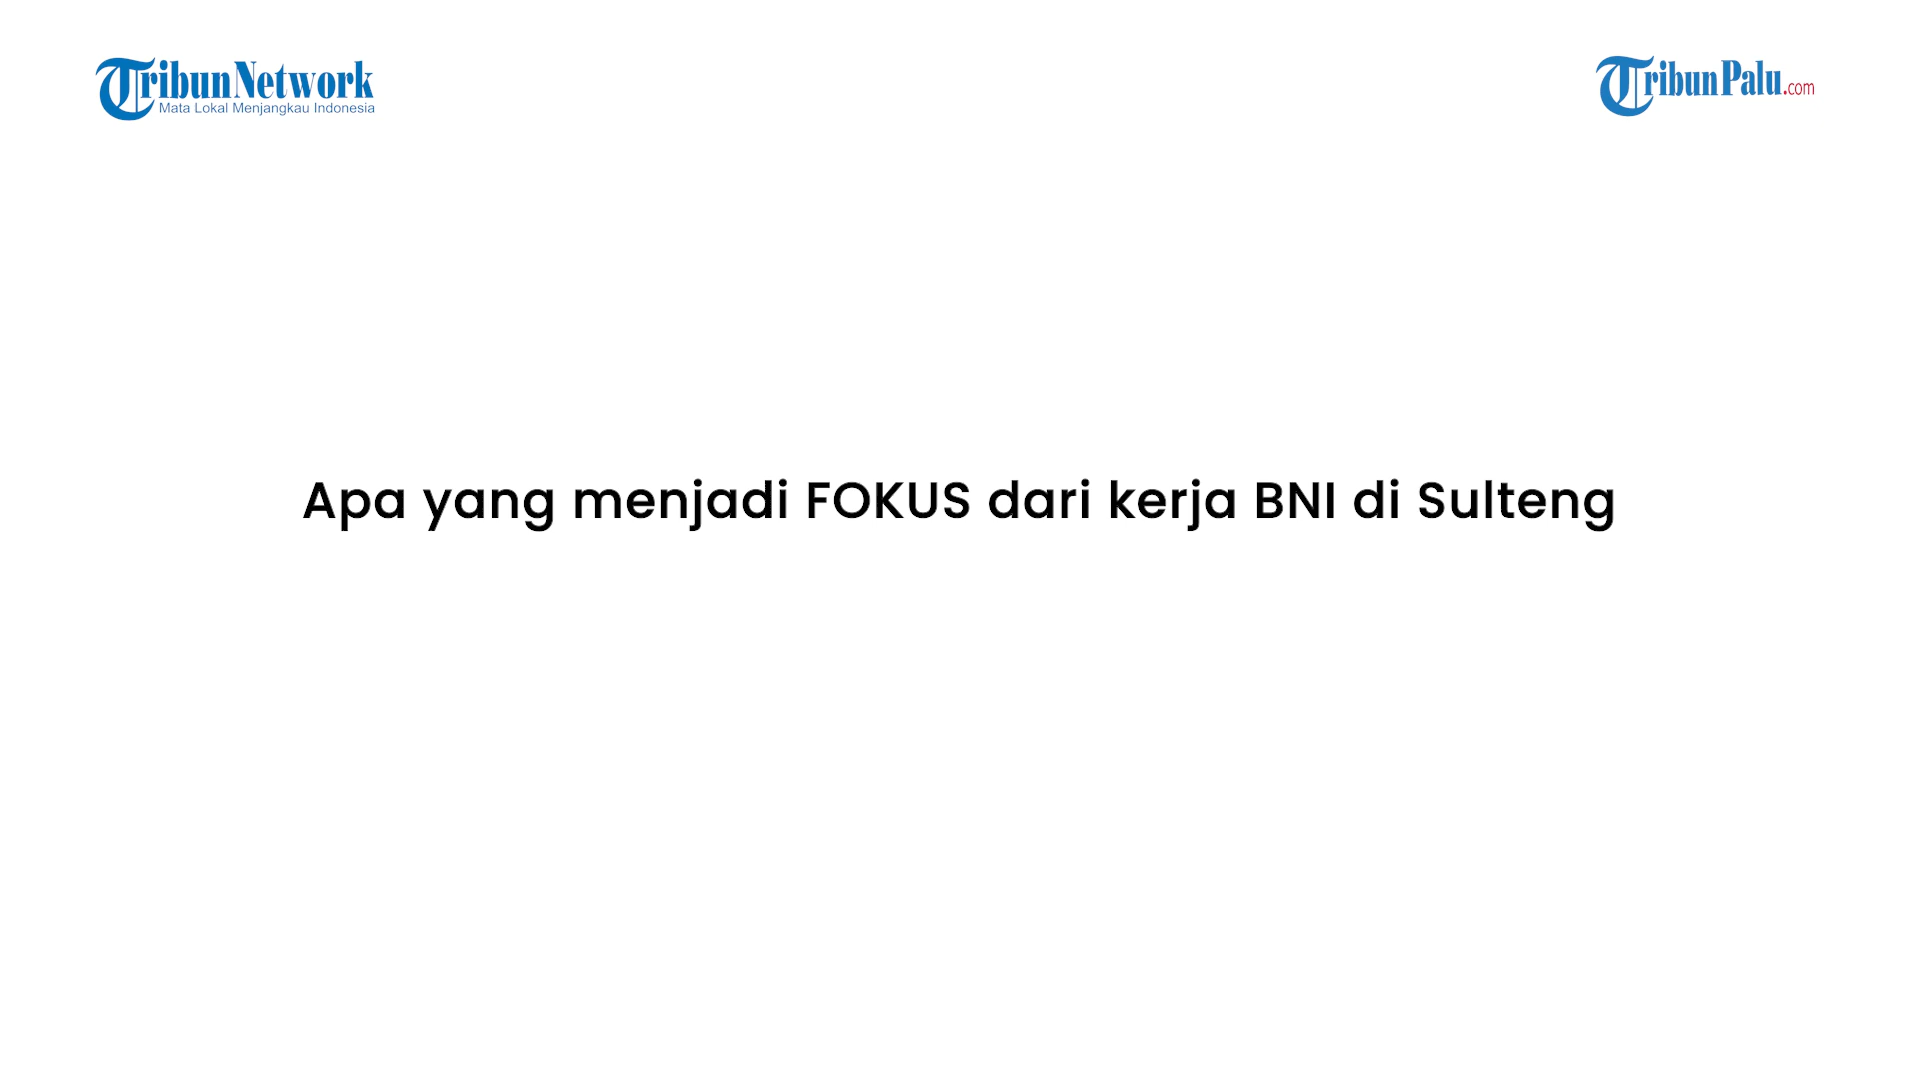 TribunNetwork
Mata Lokal Menjangkau Indonesia
TribunPalu.com
Apa yang menjadi FOKUS dari kerja BNI di Sulteng